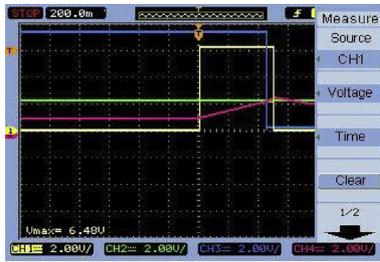 STOP 200.0m
Measure
Source
CH1
Voltage
Time
Clear
1/2
T
T
1
Vmax= 6.48V
CH1= 2.00V/ CH2= 2.00V/ CH3= 2.00V/ CH4= 2.00V/